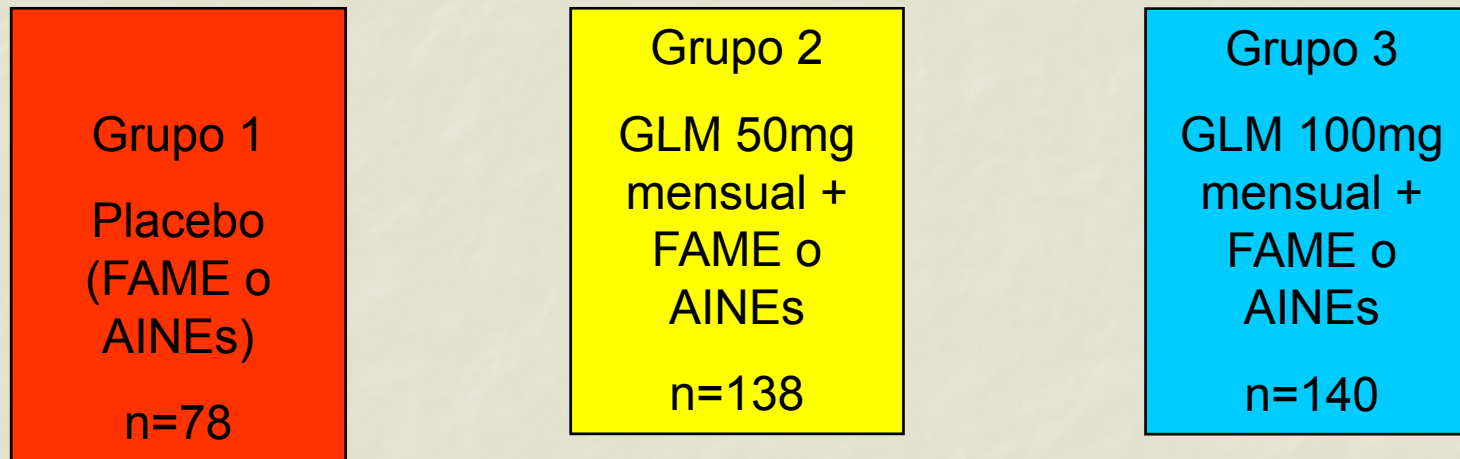 Grupo 1
Placebo
(FAME o
AINEs)
n=78
Grupo 2
GLM 50mg
mensual +
FAME o
AINEs
n=138
Grupo 3
GLM 100mg
mensual +
FAME o
AINEs
n=140